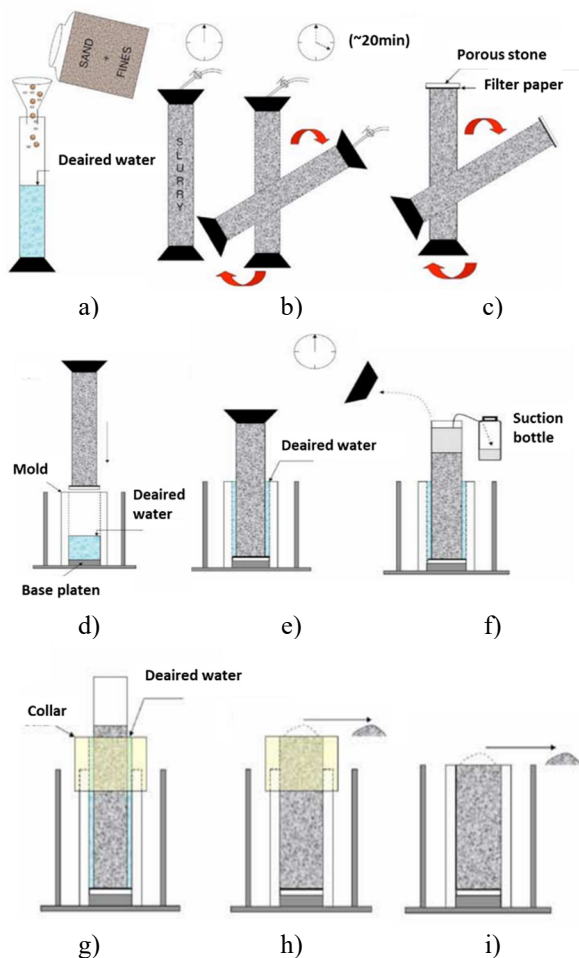 SAND
+
FINES
Deaired water
a)
SLURRY
(~20min)
b)
Porous stone
Filter paper
c)
Mold
Deaired
water
Base platen
d)
Deaired water
e)
Suction
bottle
f)
Collar
Deaired water
g)
h)
i)